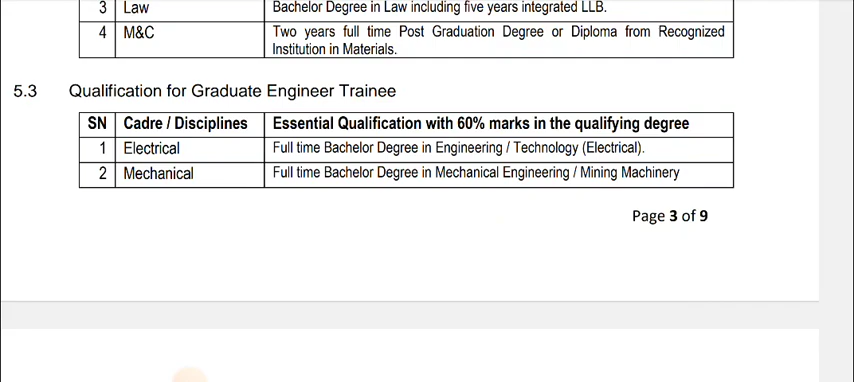 3 Law Bachelor Degree in Law including five years integrated LLB.
4 M&C Two years full time Post Graduation Degree or Diploma from Recognized
Institution in Materials.
5.3 Qualification for Graduate Engineer Trainee
SN Cadre / Disciplines Essential Qualification with 60% marks in the qualifying degree
1 Electrical Full time Bachelor Degree in Engineering / Technology (Electrical).
2 Mechanical Full time Bachelor Degree in Mechanical Engineering / Mining Machinery
Page 3 of 9